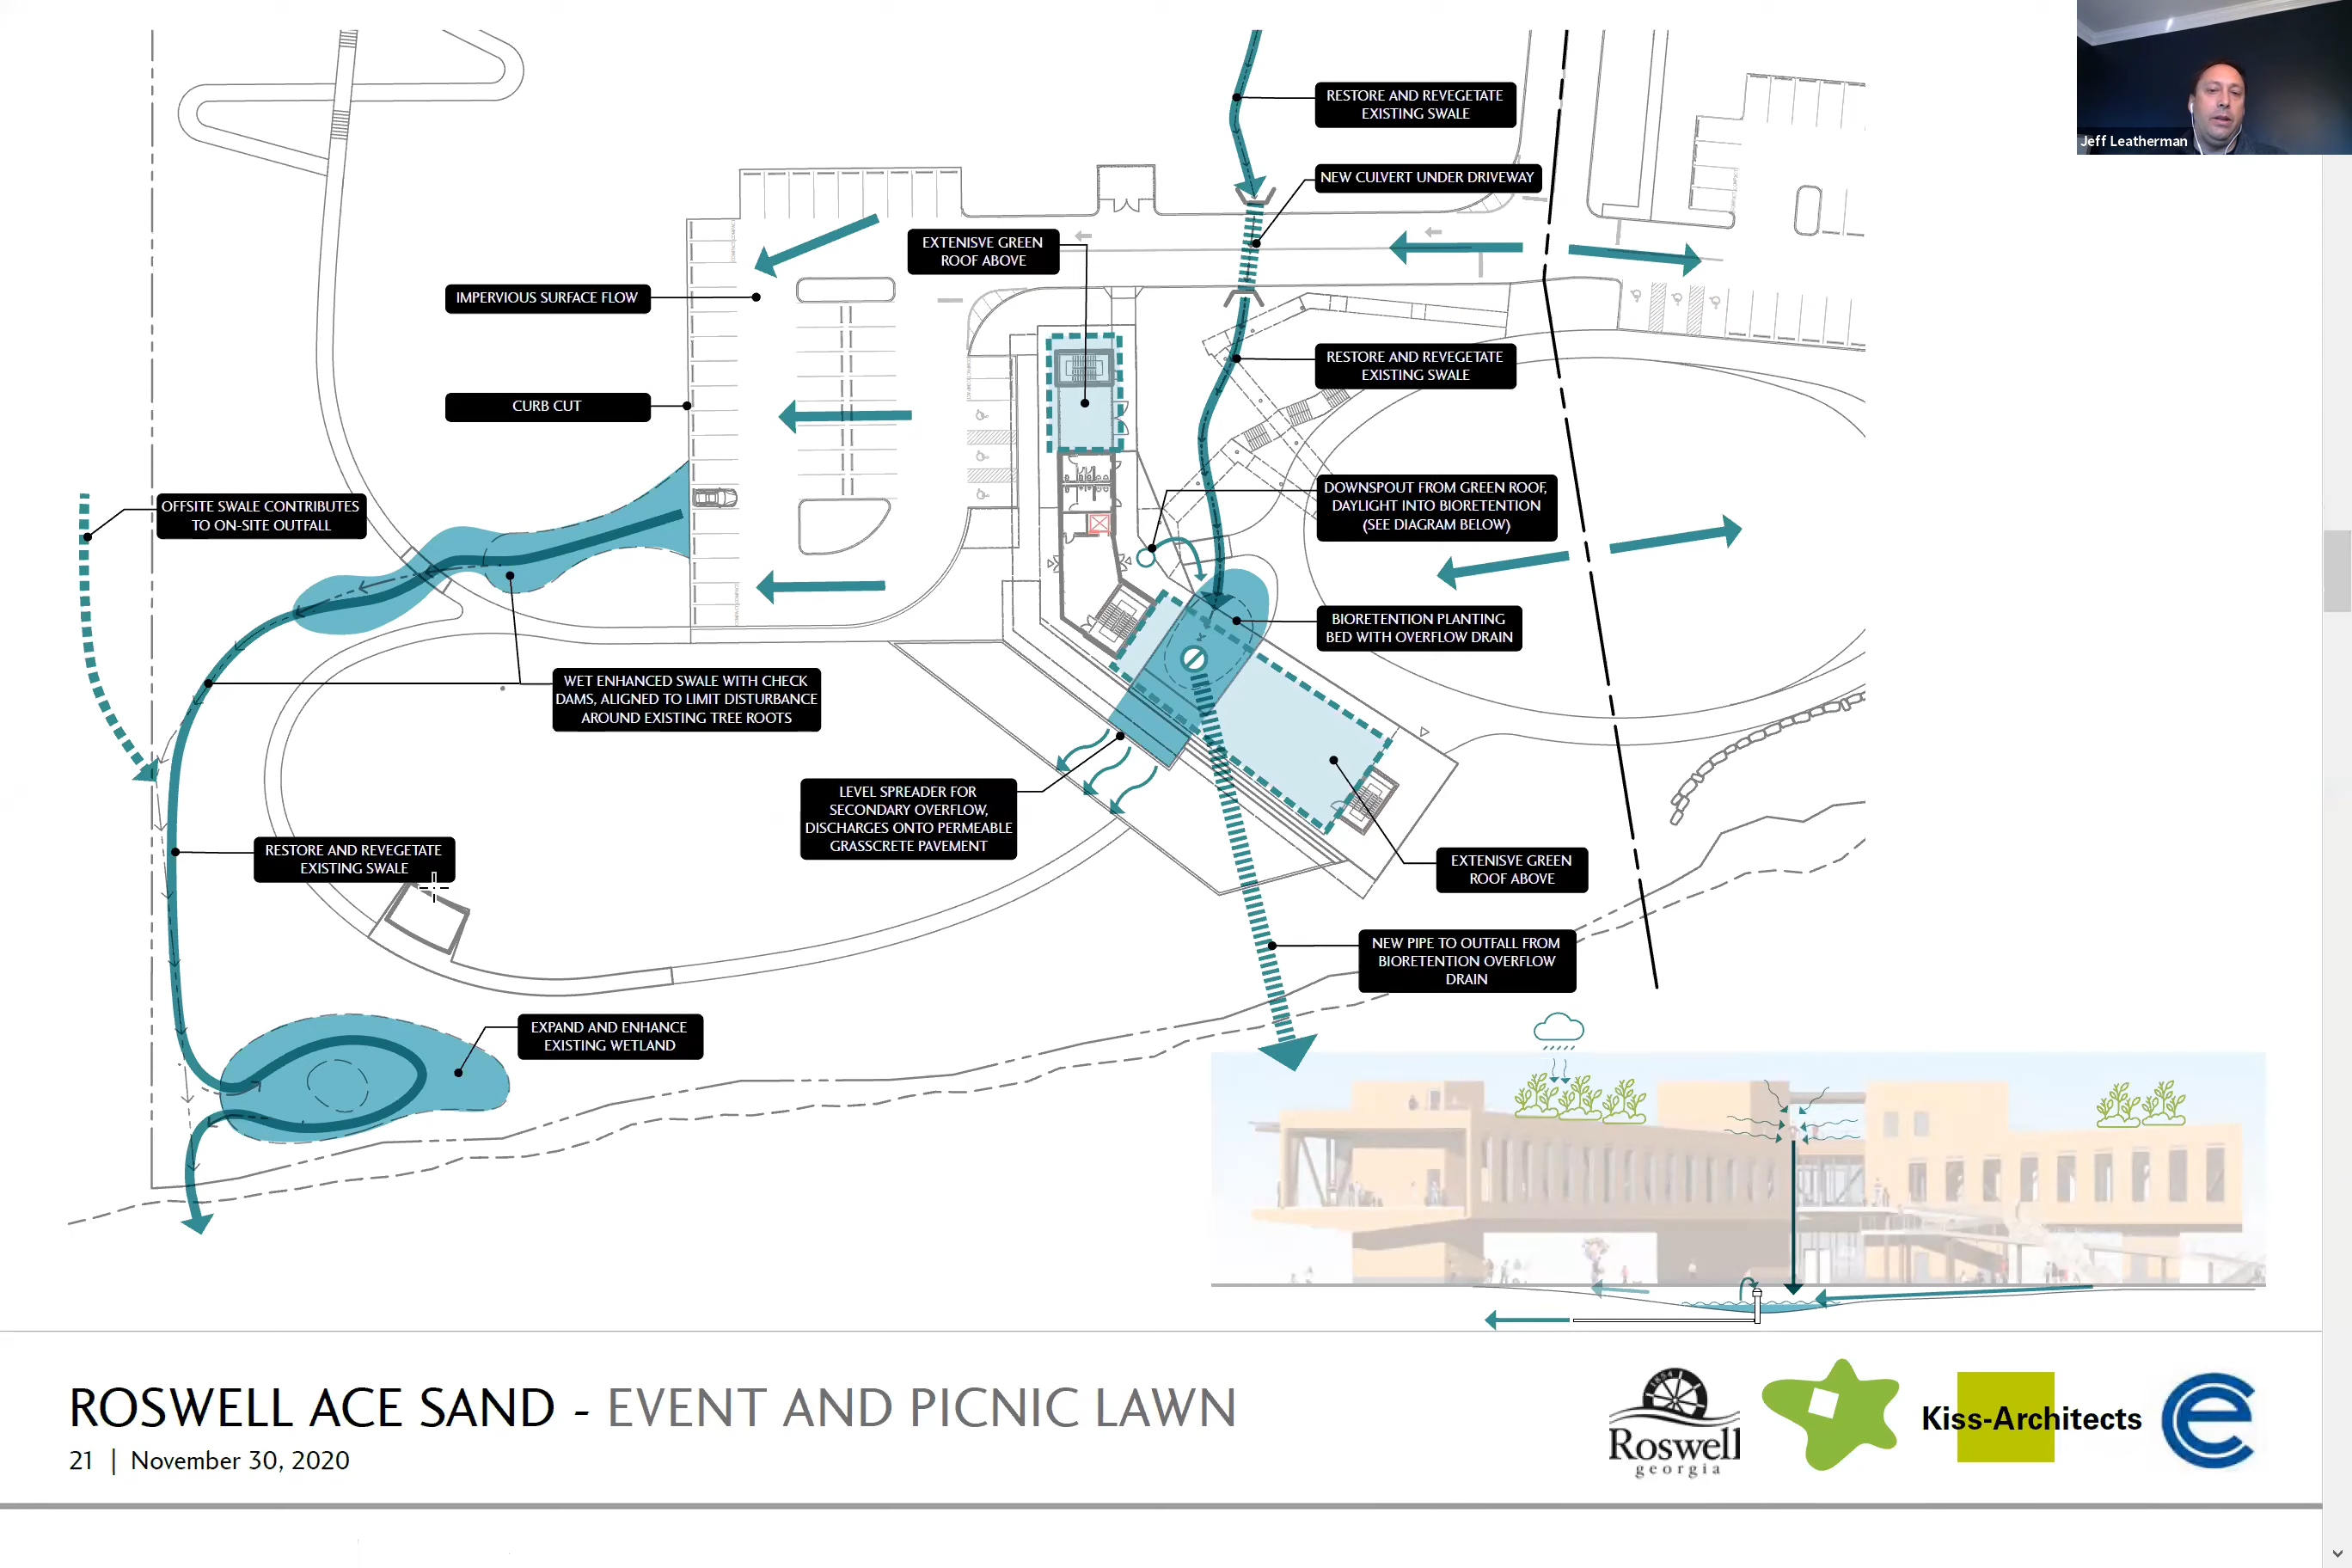 Jeff Leatherman
RESTORE AND REVEGETATE
EXISTING SWALE
NEW CULVERT UNDER DRIVEWAY
EXTENISVE GREEN
ROOF ABOVE
IMPERVIOUS SURFACE FLOW
RESTORE AND REVEGETATE
EXISTING SWALE
CURB CUT
OFFSITE SWALE CONTRIBUTES
TO ON-SITE OUTFALL
DOWNSPOUT FROM GREEN ROOF,
DAYLIGHT INTO BIORETENTION
(SEE DIAGRAM BELOW)
BIORETENTION PLANTING
BED WITH OVERFLOW DRAIN
WET ENHANCED SWALE WITH CHECK
DAMS, ALIGNED TO LIMIT DISTURBANCE
AROUND EXISTING TREE ROOTS
LEVEL SPREADER FOR
SECONDARY OVERFLOW,
DISCHARGES ONTO PERMEABLE
GRASSCRETE PAVEMENT
RESTORE AND REVEGETATE
EXISTING SWALE
EXTENISVE GREEN
ROOF ABOVE
NEW PIPE TO OUTFALL FROM
BIORETENTION OVERFLOW
DRAIN
EXPAND AND ENHANCE
EXISTING WETLAND
ROSWELL ACE SAND - EVENT AND PICNIC LAWN
21 | November 30, 2020
1854
Roswell
georgia
Kiss-Architects